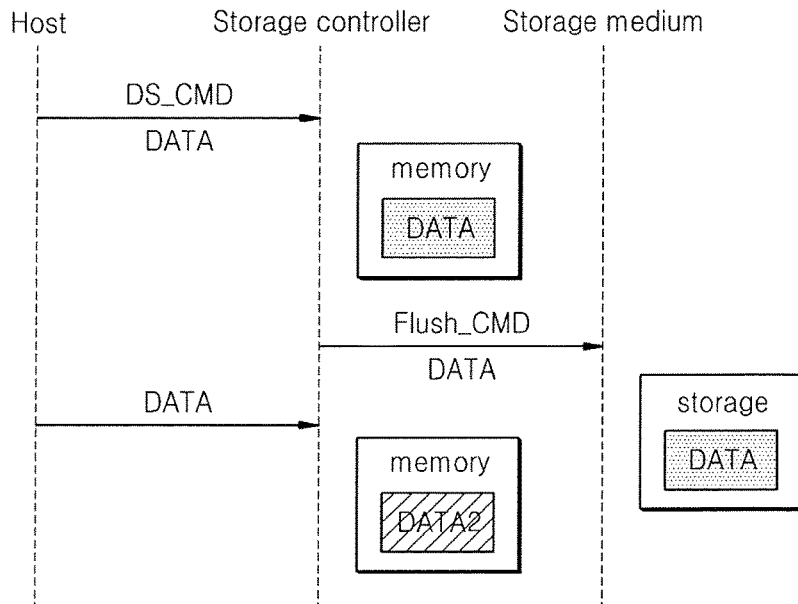 Host
Storage controller
Storage medium
DS_CMD
DATA
memory
DATA
Flush_CMD
DATA
DATA
storage
DATA
memory
DATA2